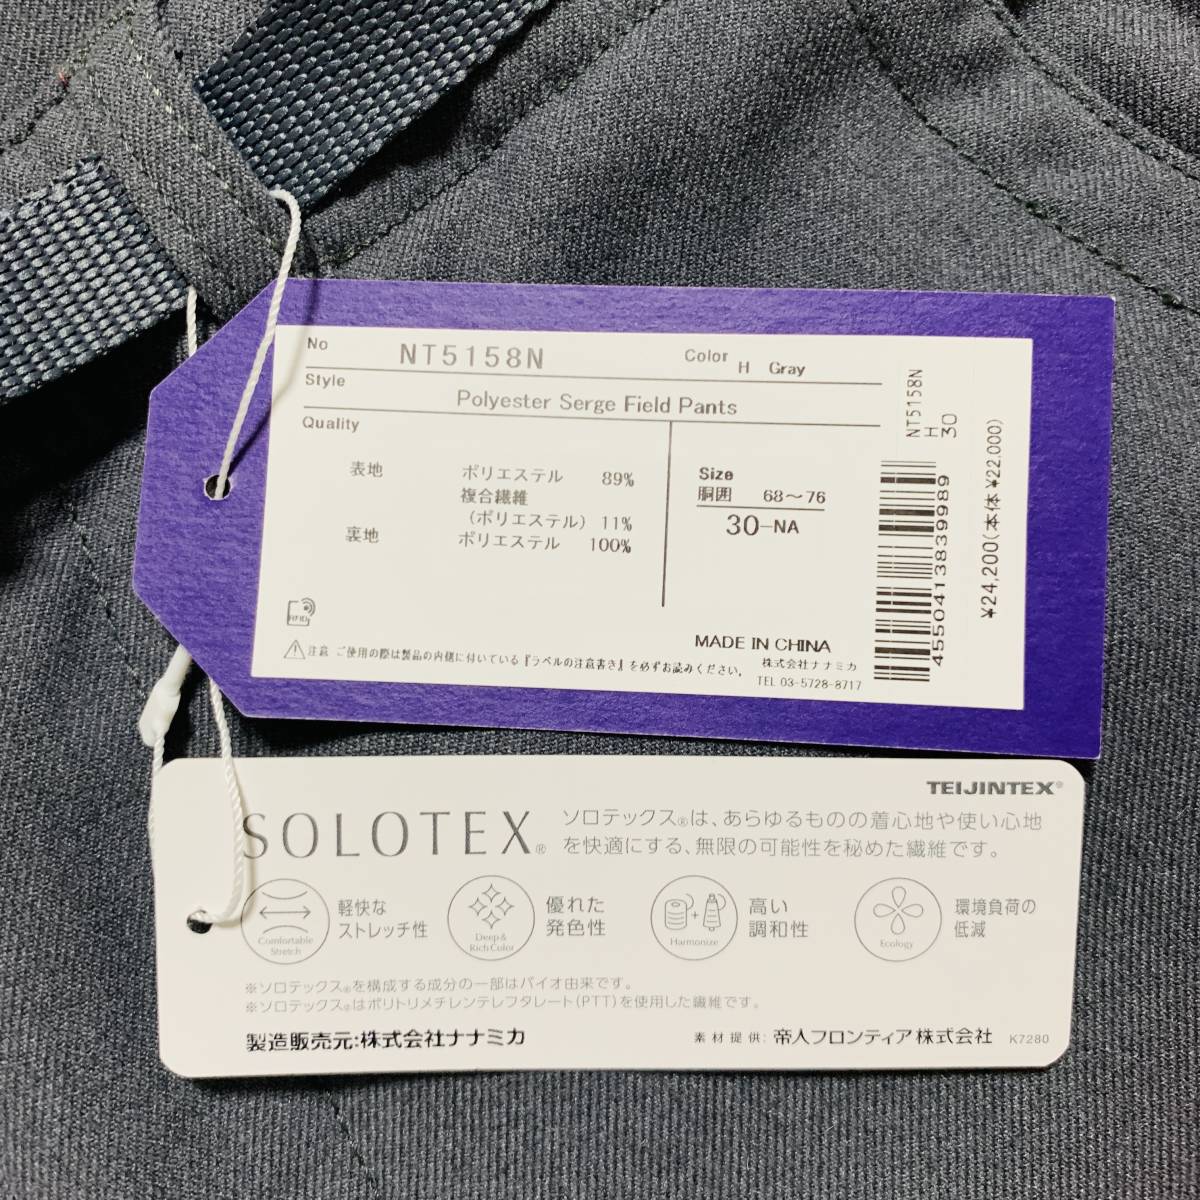 No NT5158N Color H Gray
Style Polyester Serge Field Pants
Quality
表地 ポリエステル 89%
複合繊維
(ポリエステル) 11%
裏地 ポリエステル 100%
Size
胴囲 68～76
30-NA
RFID
MADE IN CHINA
注意 ご使用の際は製品の内側に付いている『ラベルの注意書き』を必ずお読みください。
株式会社ナナミカ
TEL 03-5728-8717
NT5158N
H
30
4550413839989
¥24,200(本体 ¥22,000)
TEIJINTEX®
SOLOTEX®
ソロテックス®は、あらゆるものの着心地や使い心地
を快適にする、無限の可能性を秘めた繊維です。
Comfortable
Stretch
軽快な
ストレッチ性
Deep &
Rich Color
優れた
発色性
Harmonize
高い
調和性
Ecology
環境負荷の
低減
※ソロテックス®を構成する成分の一部はバイオ由来です。
※ソロテックス®はポリトリメチレンテレフタレート(PTT)を使用した繊維です。
製造販売元:株式会社ナナミカ
素材提供: 帝人フロンティア株式会社 K7280